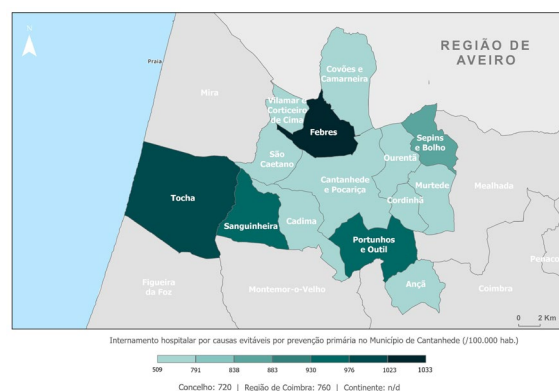 N
REGIÃO DE
AVEIRO
Praia
Mira
Covões e
Camarneira
Vilamar e
Corticeiro
de Cima
Febres
Sepins
e Bolho
São
Caetano
Ourentã
Cantanhede
e Pocariça
Murtede
Mealhada
Tocha
Cordinhã
Sanguinheira
Cadima
Portunhos
e Outil
Figueira
da Foz
Montemor-o-Velho
Ançã
Coimbra
0 2 Km
Internamento hospitalar por causas evitáveis por prevenção primária no Município de Cantanhede (/100.000 hab.)
509 791 838 883 930 976 1023 1033
Concelho: 720 | Região de Coimbra: 760 | Continente: n/d